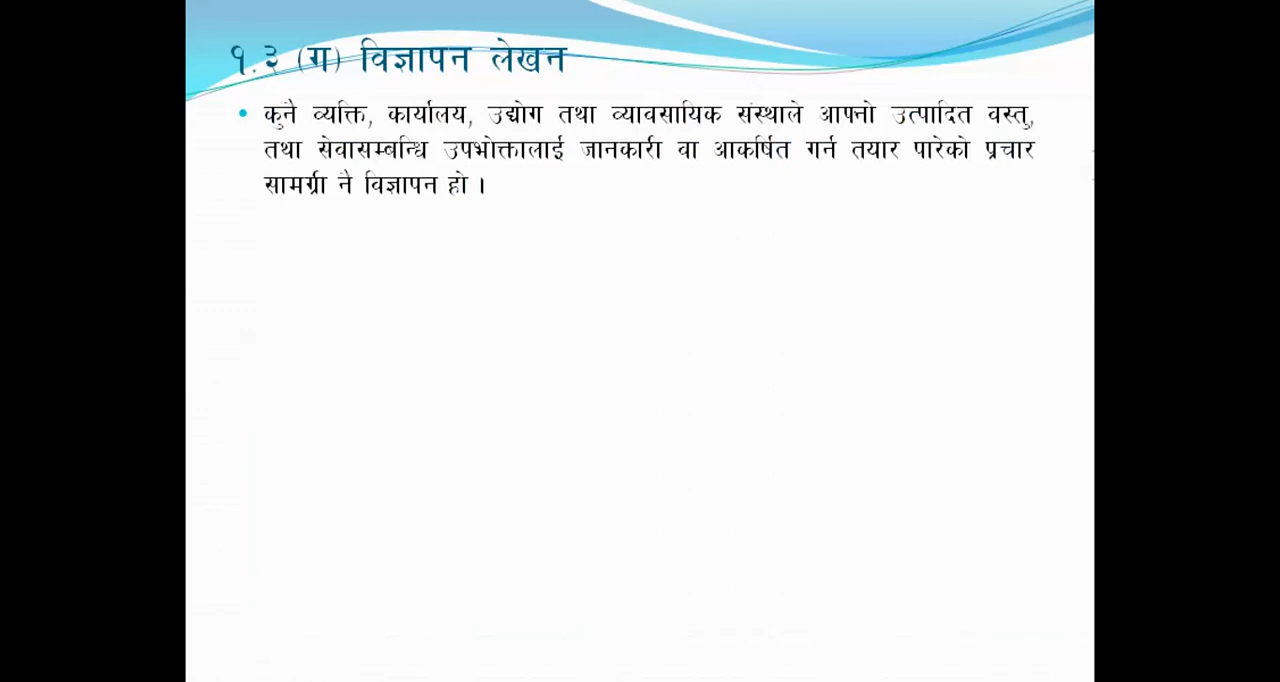 १.३ (ग) विज्ञापन लेखन
• कुनै व्यक्ति, कार्यालय, उद्योग तथा व्यावसायिक संस्थाले आफ्नो उत्पादित वस्तु,
तथा सेवासम्बन्धि उपभोक्तालाई जानकारी वा आकर्षित गर्न तयार पारेको प्रचार
सामग्री नै विज्ञापन हो ।